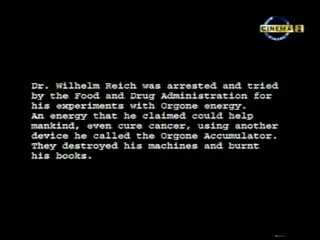 CINEMA 2
Dr. Wilhelm Reich was arrested and tried
by the Food and Drug Administration for
his experiments with Orgone energy.
An energy that he claimed could help
mankind, even cure cancer, using another
device he called the Orgone Accumulator.
They destroyed his machines and burnt
his books.